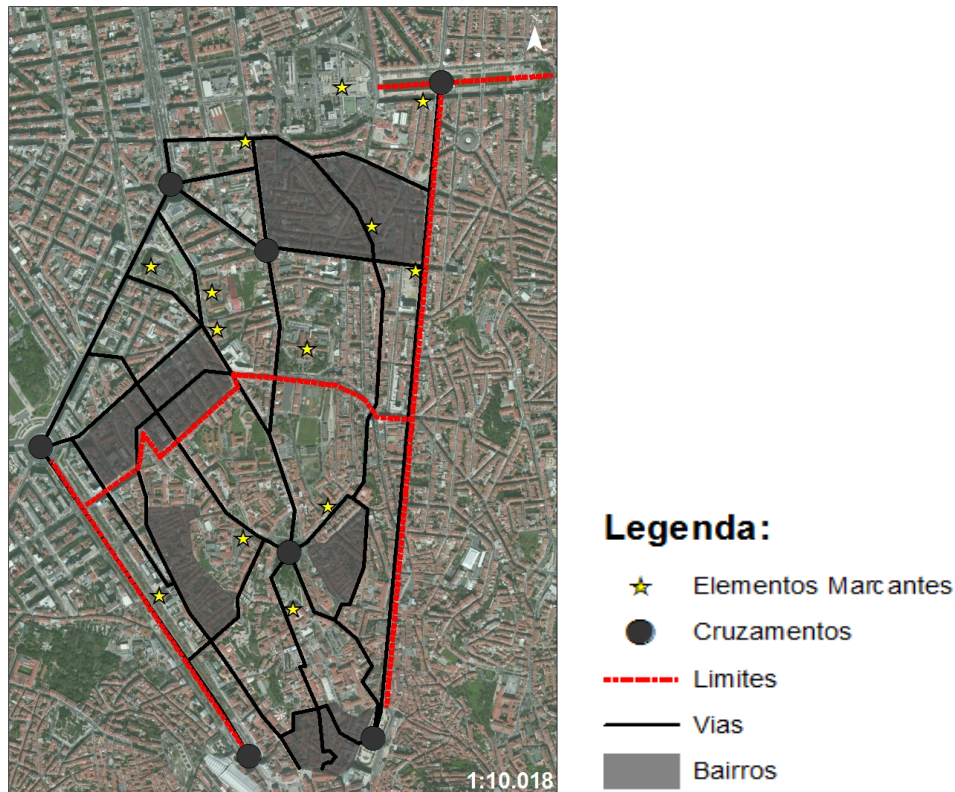 1:10.018
Legenda:
Elementos Marcantes
Cruzamentos
Limites
Vias
Bairros